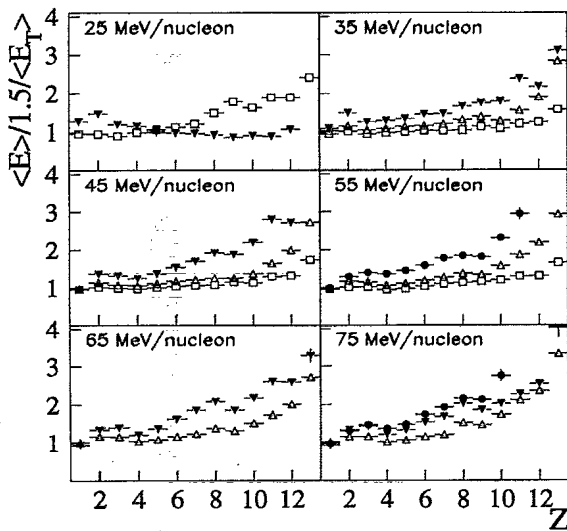 <E>/1.5/<E_T>
4
3
2
1
25 MeV/nucleon
35 MeV/nucleon
4
3
2
1
45 MeV/nucleon
55 MeV/nucleon
4
3
2
1
65 MeV/nucleon
75 MeV/nucleon
2 4 6 8 10 12
2 4 6 8 10 12
Z